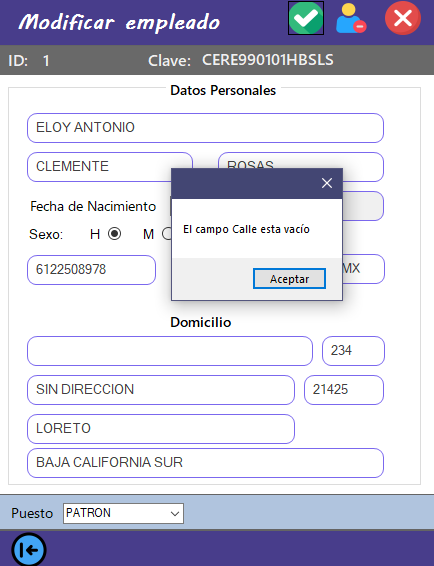 Modificar empleado
ID: 1 Clave: CERE990101HBSLS
Datos Personales
ELOY ANTONIO
CLEMENTE ROSAS
Fecha de Nacimiento
Sexo: H M
El campo Calle esta vacío
6122508978 MX
Aceptar
Domicilio
234
SIN DIRECCION 21425
LORETO
BAJA CALIFORNIA SUR
Puesto PATRON